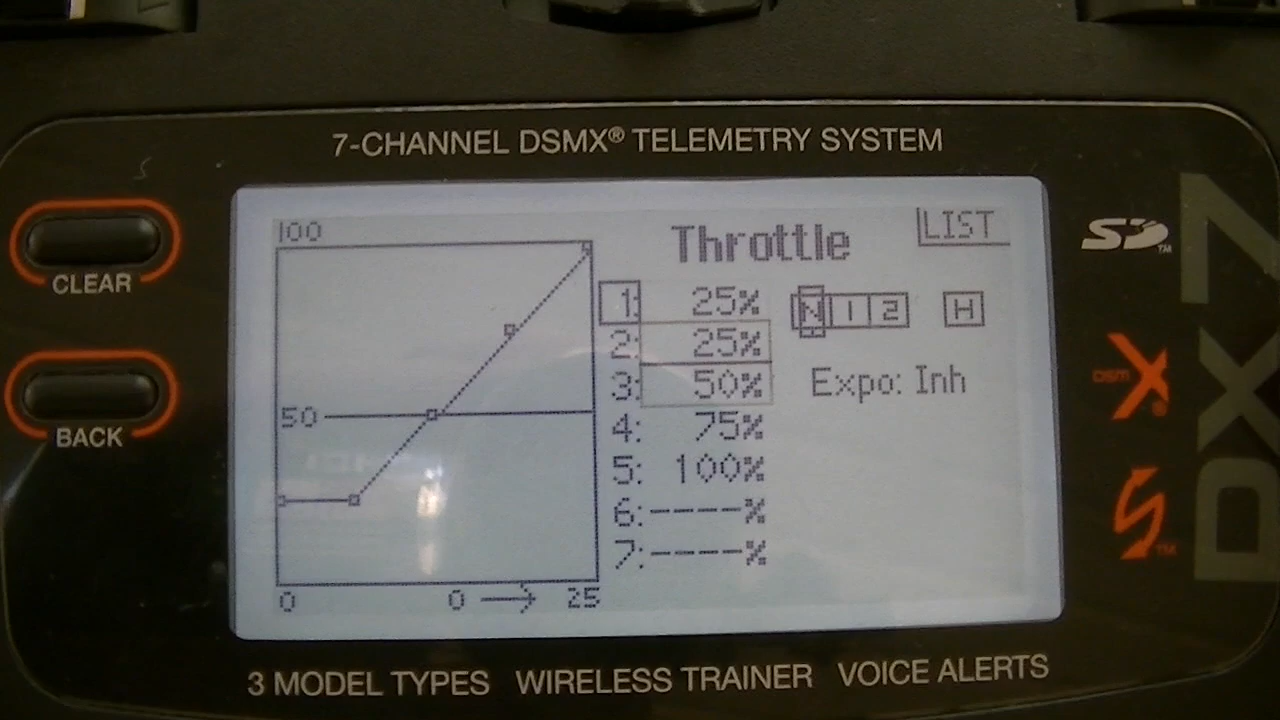 7-CHANNEL DSMX® TELEMETRY SYSTEM
CLEAR
BACK
100
50
0
0 → 25
Throttle
LIST
1: 25%
2: 25%
3: 50%
4: 75%
5: 100%
6: ----%
7: ----%
N 1 2 H
Expo: Inh
SD™
DSM X®
DX7
3 MODEL TYPES WIRELESS TRAINER VOICE ALERTS